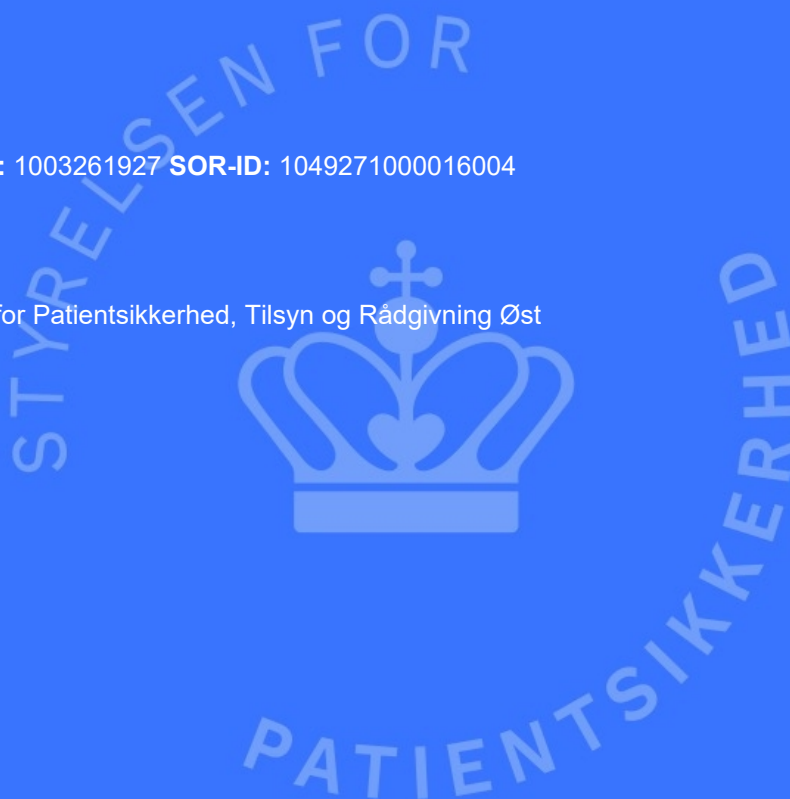 STYRELSEN FOR
: 1003261927 SOR-ID: 1049271000016004
for Patientsikkerhed, Tilsyn og Rådgivning Øst
PATIENTSIKKERHED